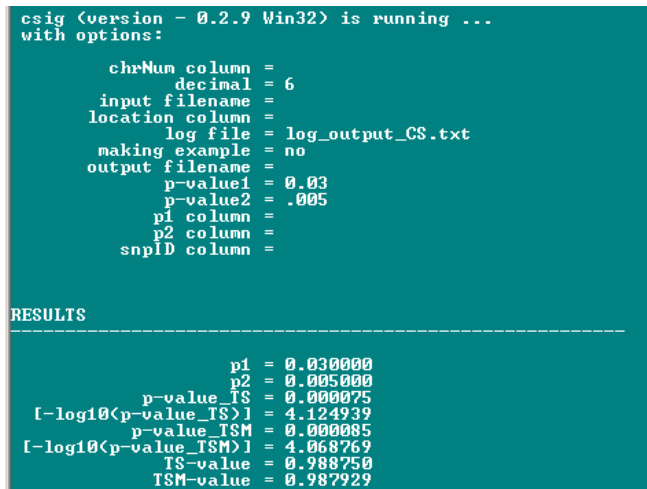 csig (version - 0.2.9 Win32) is running ...
with options:
chrNum column =
decimal = 6
input filename =
location column =
log file = log_output_CS.txt
making example = no
output filename =
p-value1 = 0.03
p-value2 = .005
p1 column =
p2 column =
snpID column =
RESULTS
p1 = 0.030000
p2 = 0.005000
p-value_TS = 0.000075
[-log10(p-value_TS)] = 4.124939
p-value_TSM = 0.000085
[-log10(p-value_TSM)] = 4.068769
TS-value = 0.988750
TSM-value = 0.987929